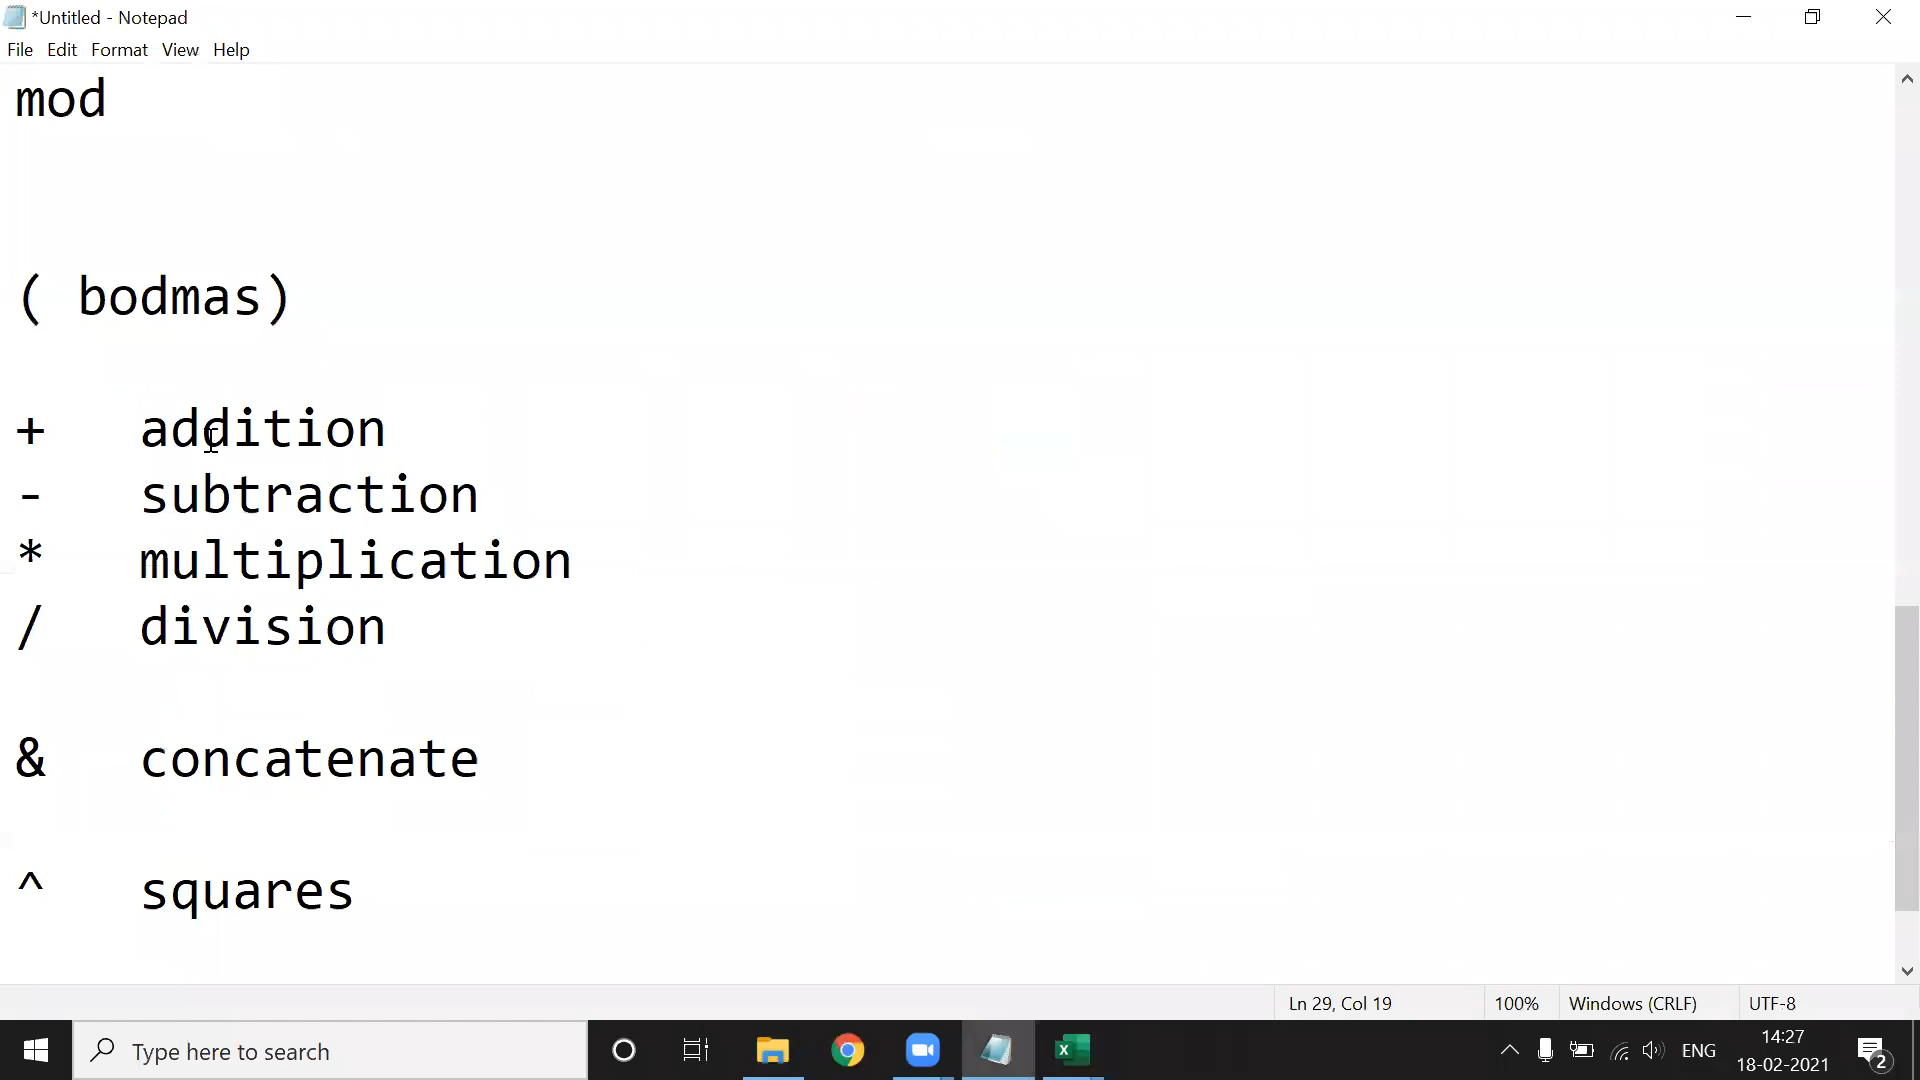 *Untitled - Notepad
File Edit Format View Help
mod
( bodmas)
+ addition
- subtraction
* multiplication
/ division
& concatenate
^ squares
Ln 29, Col 19 100% Windows (CRLF) UTF-8
Type here to search
ENG
14:27
18-02-2021
2